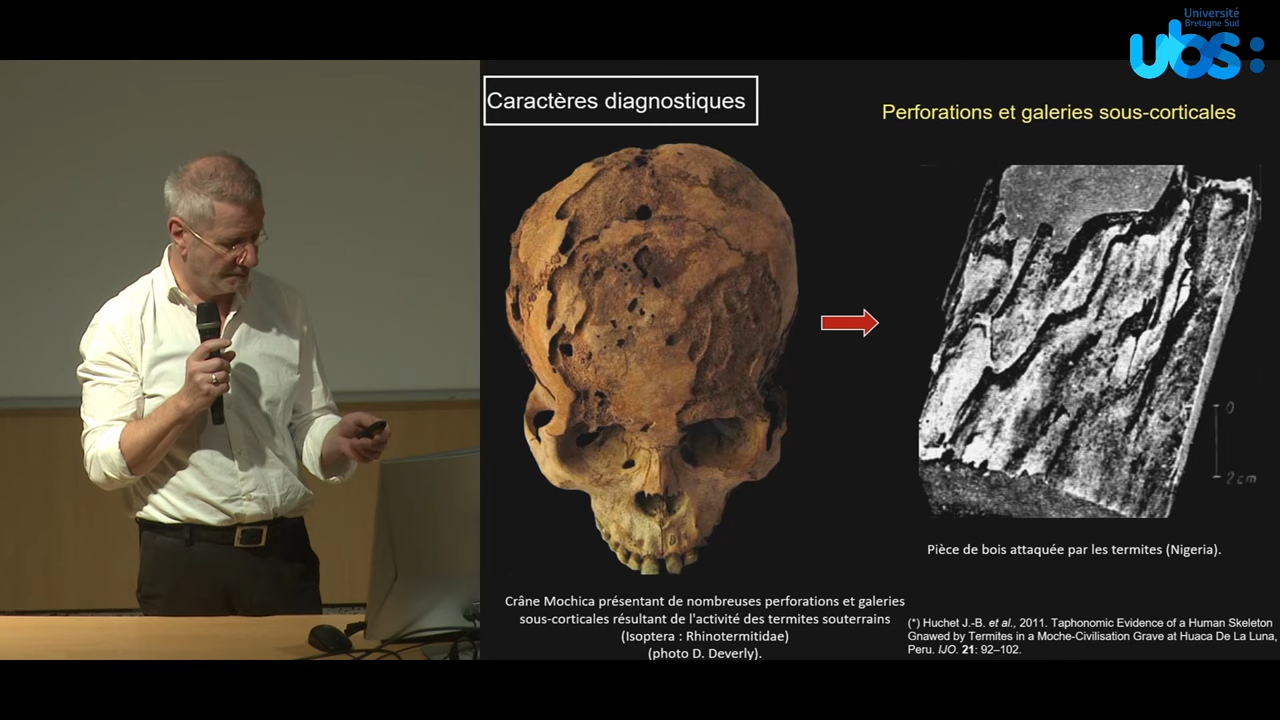 Université
Bretagne Sud
ubs:
Caractères diagnostiques
Perforations et galeries sous-corticales
0
2 cm
Pièce de bois attaquée par les termites (Nigeria).
Crâne Mochica présentant de nombreuses perforations et galeries
sous-corticales résultant de l'activité des termites souterrains
(Isoptera : Rhinotermitidae)
(photo D. Deverly).
(*) Huchet J.-B. et al., 2011. Taphonomic Evidence of a Human Skeleton
Gnawed by Termites in a Moche-Civilisation Grave at Huaca De La Luna,
Peru. IJO. 21: 92–102.